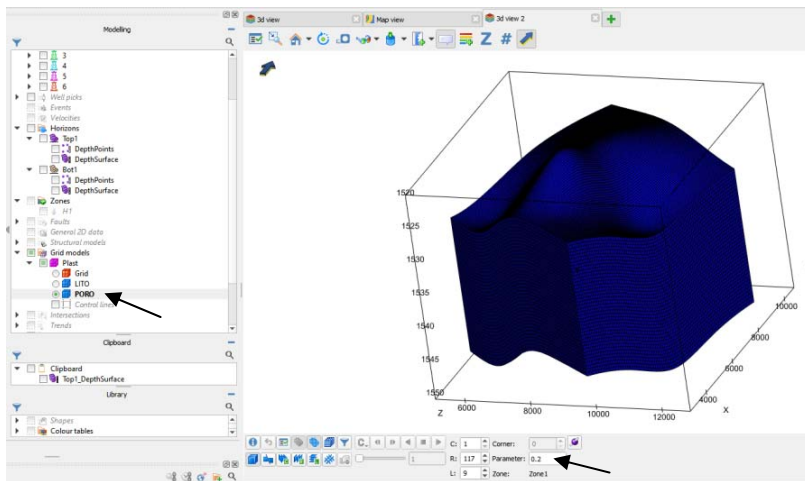 Modelling
3
4
5
6
Well picks
Events
Velocities
Horizons
Top1
DepthPoints
DepthSurface
Bot1
DepthPoints
DepthSurface
Zones
H1
Faults
General 2D data
Structural models
Grid models
Plast
Grid
LITO
PORO
Control lines
Intersections
Trends
Clipboard
Clipboard
Top1_DepthSurface
Library
Shapes
Colour tables
3d view
Map view
3d view 2
Z #
1520
1525
1530
1535
1540
1545
1550
Z
6000
8000
10000
12000
4000
X
8000
10000
C: 1 Corner: 0
1 R: 117 Parameter: 0.2
L: 9 Zone: Zone1